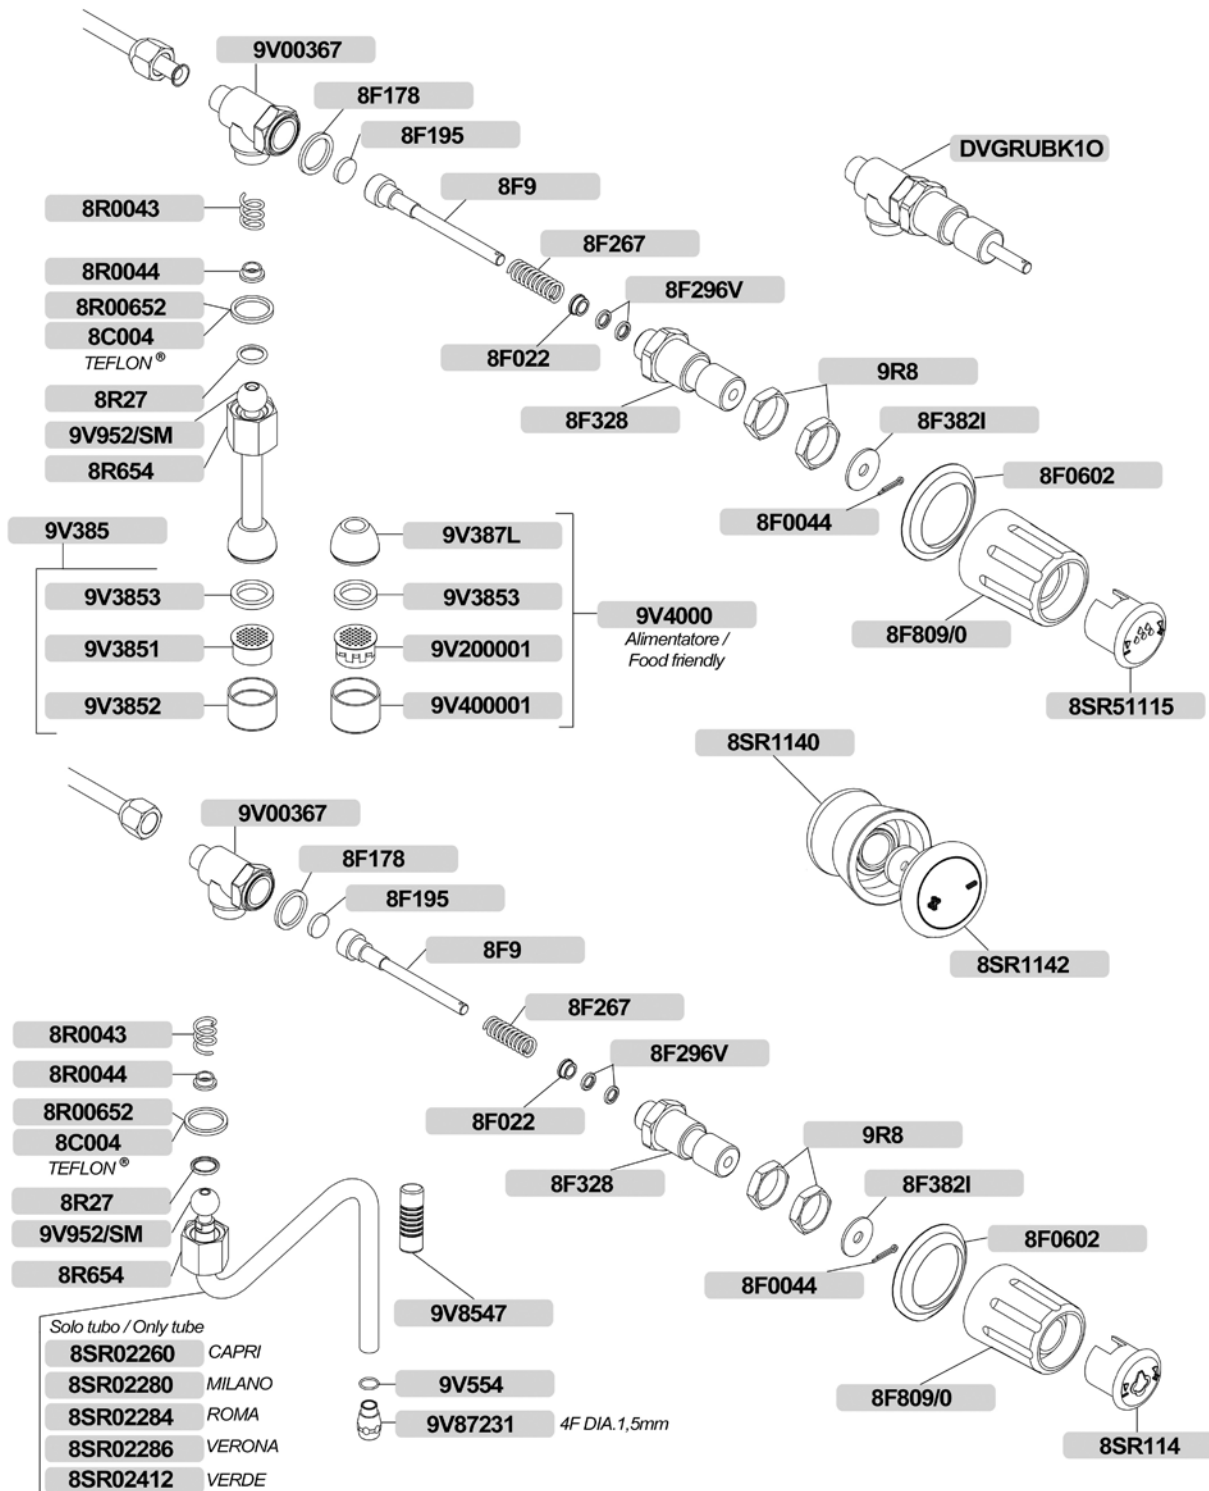 9V00367
8F178
8F195
DVGRUBK1O
8F9
8R0043
8F267
8R0044
8F296V
8R00652
8C004
TEFLON ®
8F022
9R8
8R27
8F328
8F382I
9V952/SM
8R654
8F0602
8F0044
9V385
9V387L
9V3853
9V3853
9V4000
Alimentatore /
Food friendly
8F809/0
9V3851
9V200001
9V3852
9V400001
8SR51115
8SR1140
9V00367
8F178
8F195
8F9
8SR1142
8F267
8R0043
8F296V
8R0044
8R00652
8F022
8C004
TEFLON ®
9R8
8F328
8F382I
8R27
9V952/SM
8F0602
8R654
8F0044
9V8547
Solo tubo / Only tube
8SR02260 CAPRI
8SR02280 MILANO
9V554
8F809/0
8SR02284 ROMA
9V87231 4F DIA.1,5mm
8SR02286 VERONA
8SR114
8SR02412 VERDE